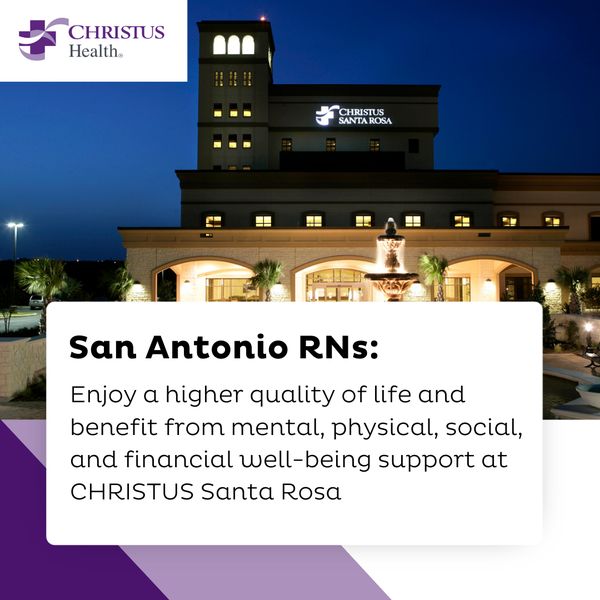 CHRISTUS
Health®
CHRISTUS
SANTA ROSA
San Antonio RNs:
Enjoy a higher quality of life and
benefit from mental, physical, social,
and financial well-being support at
CHRISTUS Santa Rosa